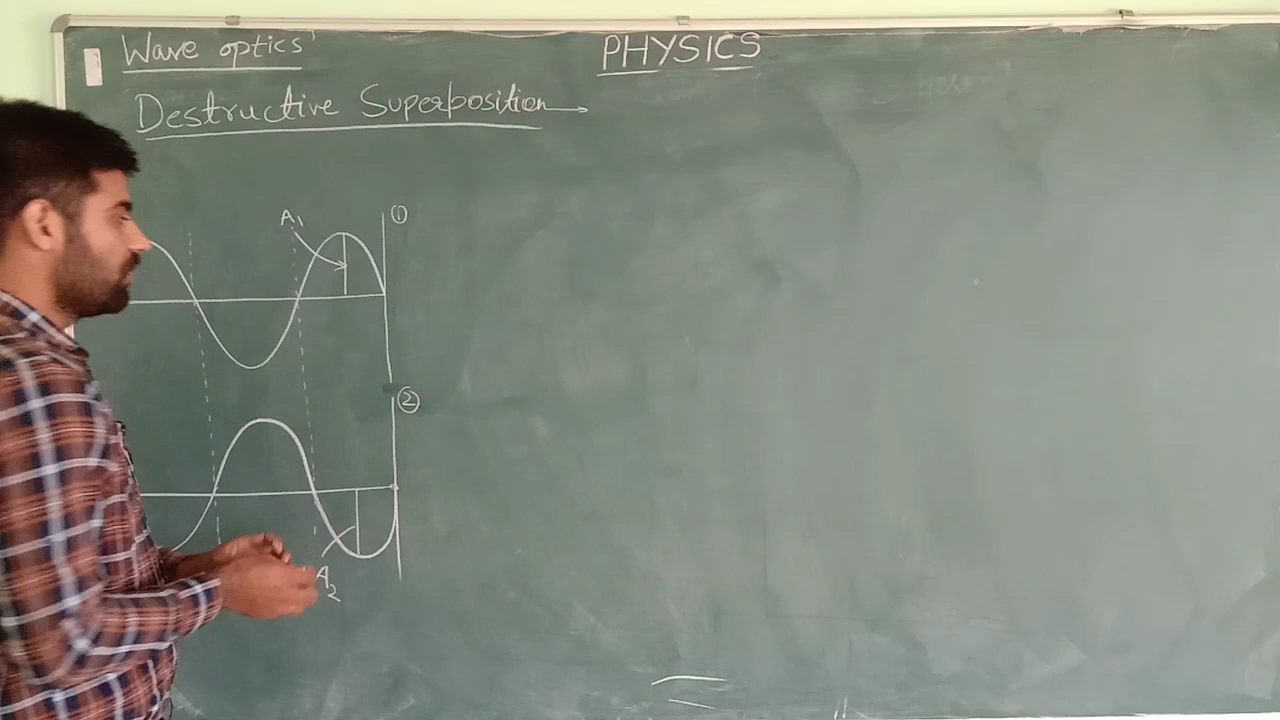 Wave optics
PHYSICS
Destructive Superposition
A₁
①
②
A₂